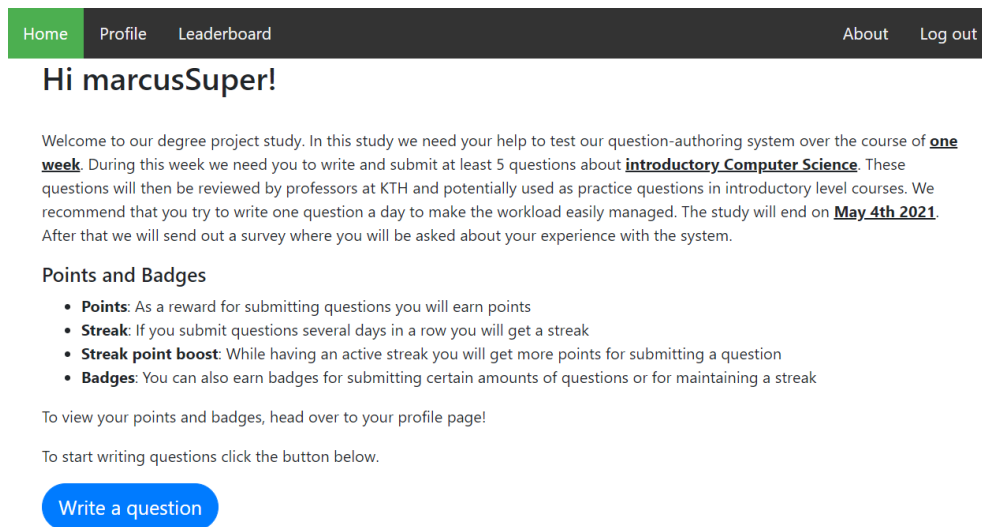 Home Profile Leaderboard About Log out
Hi marcusSuper!
Welcome to our degree project study. In this study we need your help to test our question-authoring system over the course of one
week. During this week we need you to write and submit at least 5 questions about introductory Computer Science. These
questions will then be reviewed by professors at KTH and potentially used as practice questions in introductory level courses. We
recommend that you try to write one question a day to make the workload easily managed. The study will end on May 4th 2021.
After that we will send out a survey where you will be asked about your experience with the system.
Points and Badges
• Points: As a reward for submitting questions you will earn points
• Streak: If you submit questions several days in a row you will get a streak
• Streak point boost: While having an active streak you will get more points for submitting a question
• Badges: You can also earn badges for submitting certain amounts of questions or for maintaining a streak
To view your points and badges, head over to your profile page!
To start writing questions click the button below.
Write a question